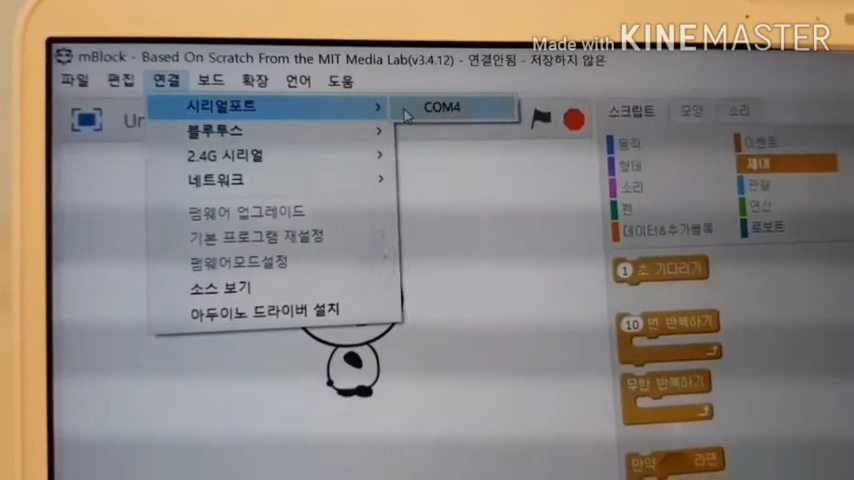 Made with KINEMASTER
mBlock - Based On Scratch From the MIT Media Lab(v3.4.12) - 연결안됨 - 저장하지 않은
파일 편집 연결 보드 확장 언어 도움
시리얼포트
COM4
블루투스
2.4G 시리얼
네트워크
펌웨어 업그레이드
기본 프로그램 재설정
펌웨어모드설정
소스 보기
아두이노 드라이버 설치
Un
스크립트 모양 소리
동작 이벤트
형태 제어
소리 관찰
펜 연산
데이터&추가블록 로보트
1 초 기다리기
10 번 반복하기
무한 반복하기
만약 라면